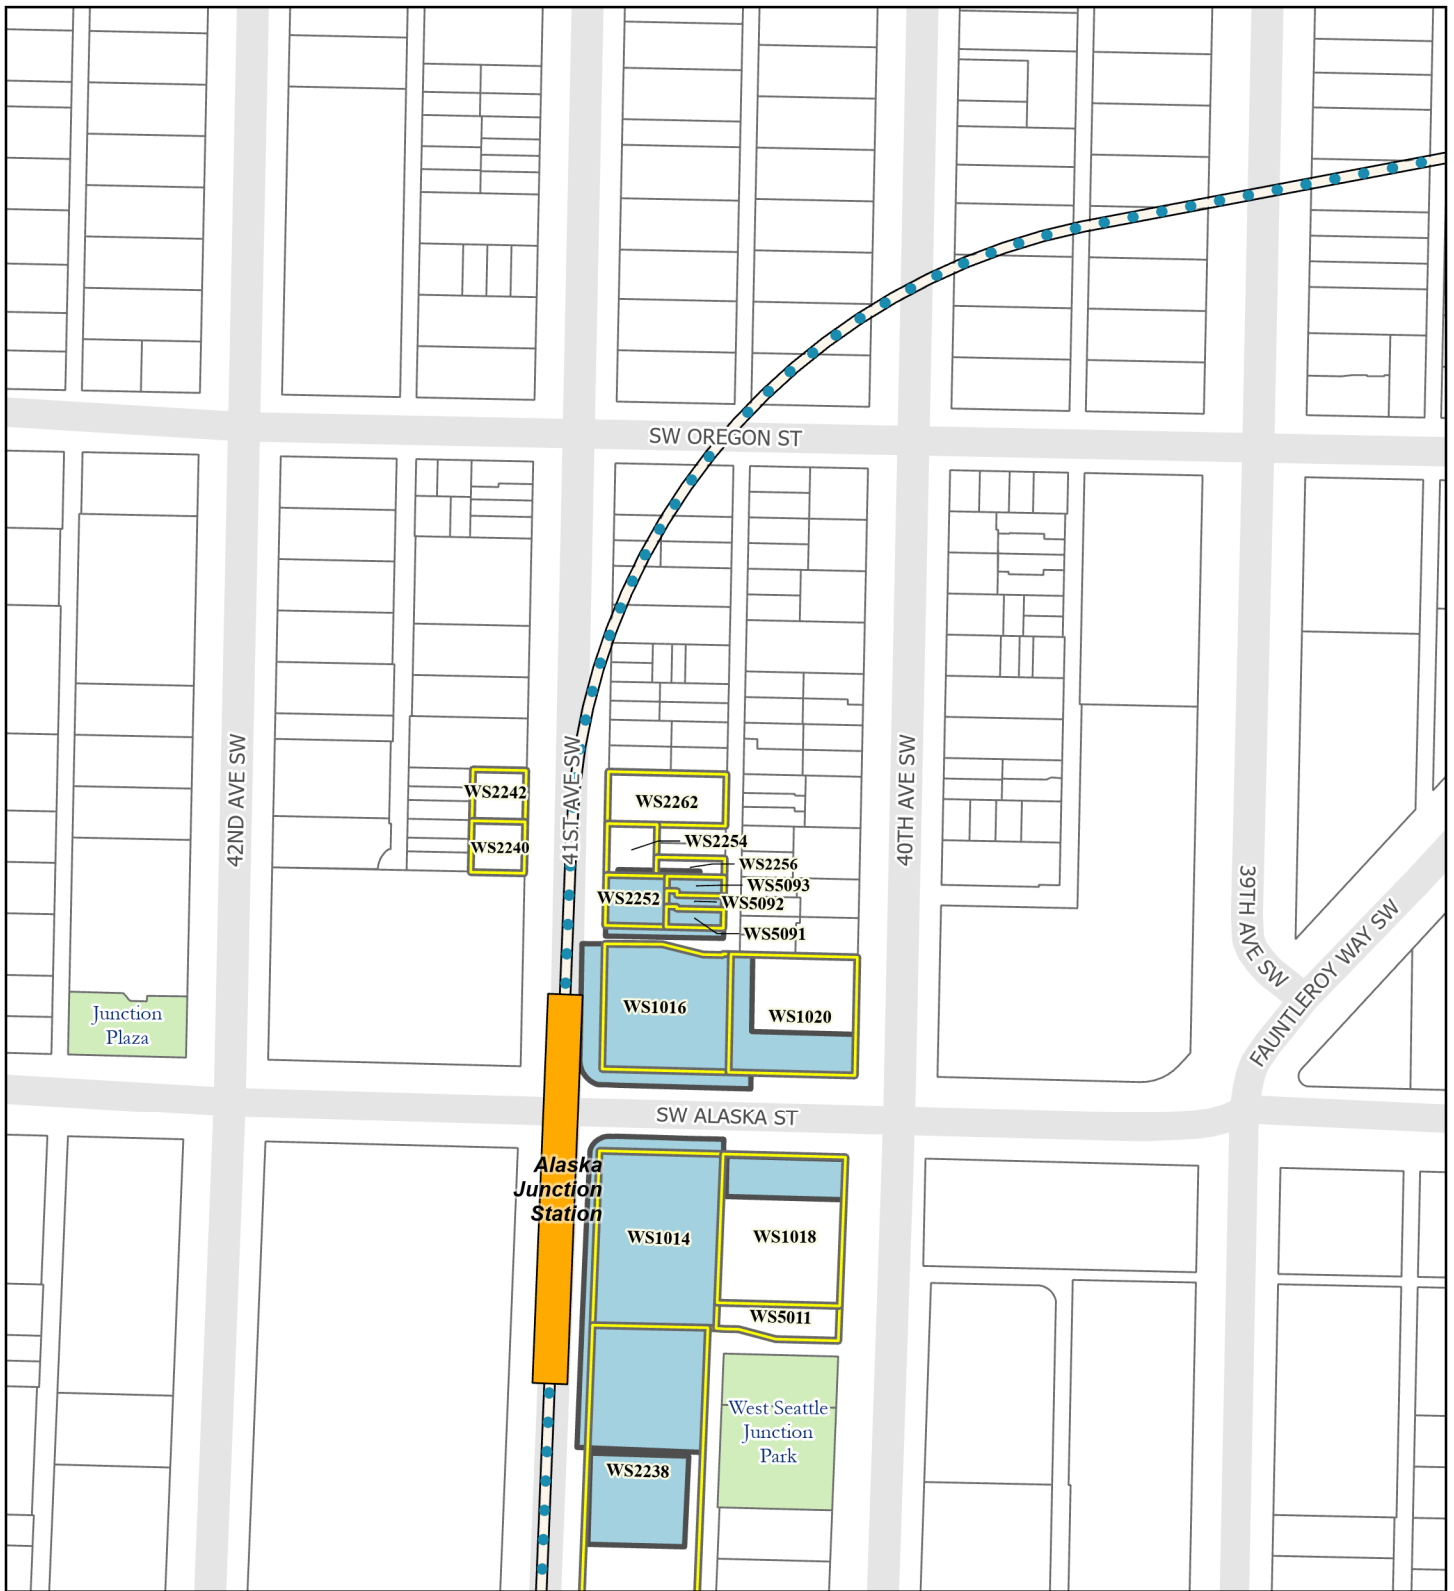 SW OREGON ST
42ND AVE SW
41ST AVE SW
40TH AVE SW
39TH AVE SW
FAUNTLEROY WAY SW
WS2242
WS2262
WS2240
WS2254
WS2256
WS5093
WS2252
WS5092
WS5091
Junction
Plaza
WS1016
WS1020
SW ALASKA ST
Alaska
Junction
Station
WS1014
WS1018
WS5011
West Seattle
Junction
Park
WS2238